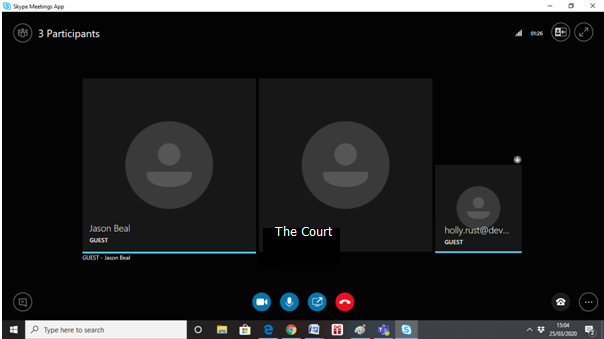 Skype Meetings App
3 Participants
01:26
Jason Beal
GUEST
The Court
holly.rust@dev...
GUEST
GUEST - Jason Beal
Type here to search
15:04
25/03/2020